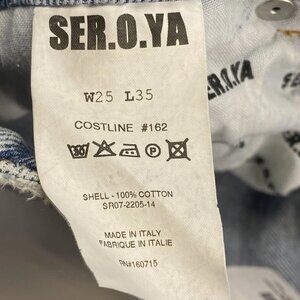 SER.O.YA
W25 L35
COSTLINE #162
SHELL - 100% COTTON
SR07-2205-14
MADE IN ITALY
FABRIQUE IN ITALIE
RN#160715
SER.O.YA